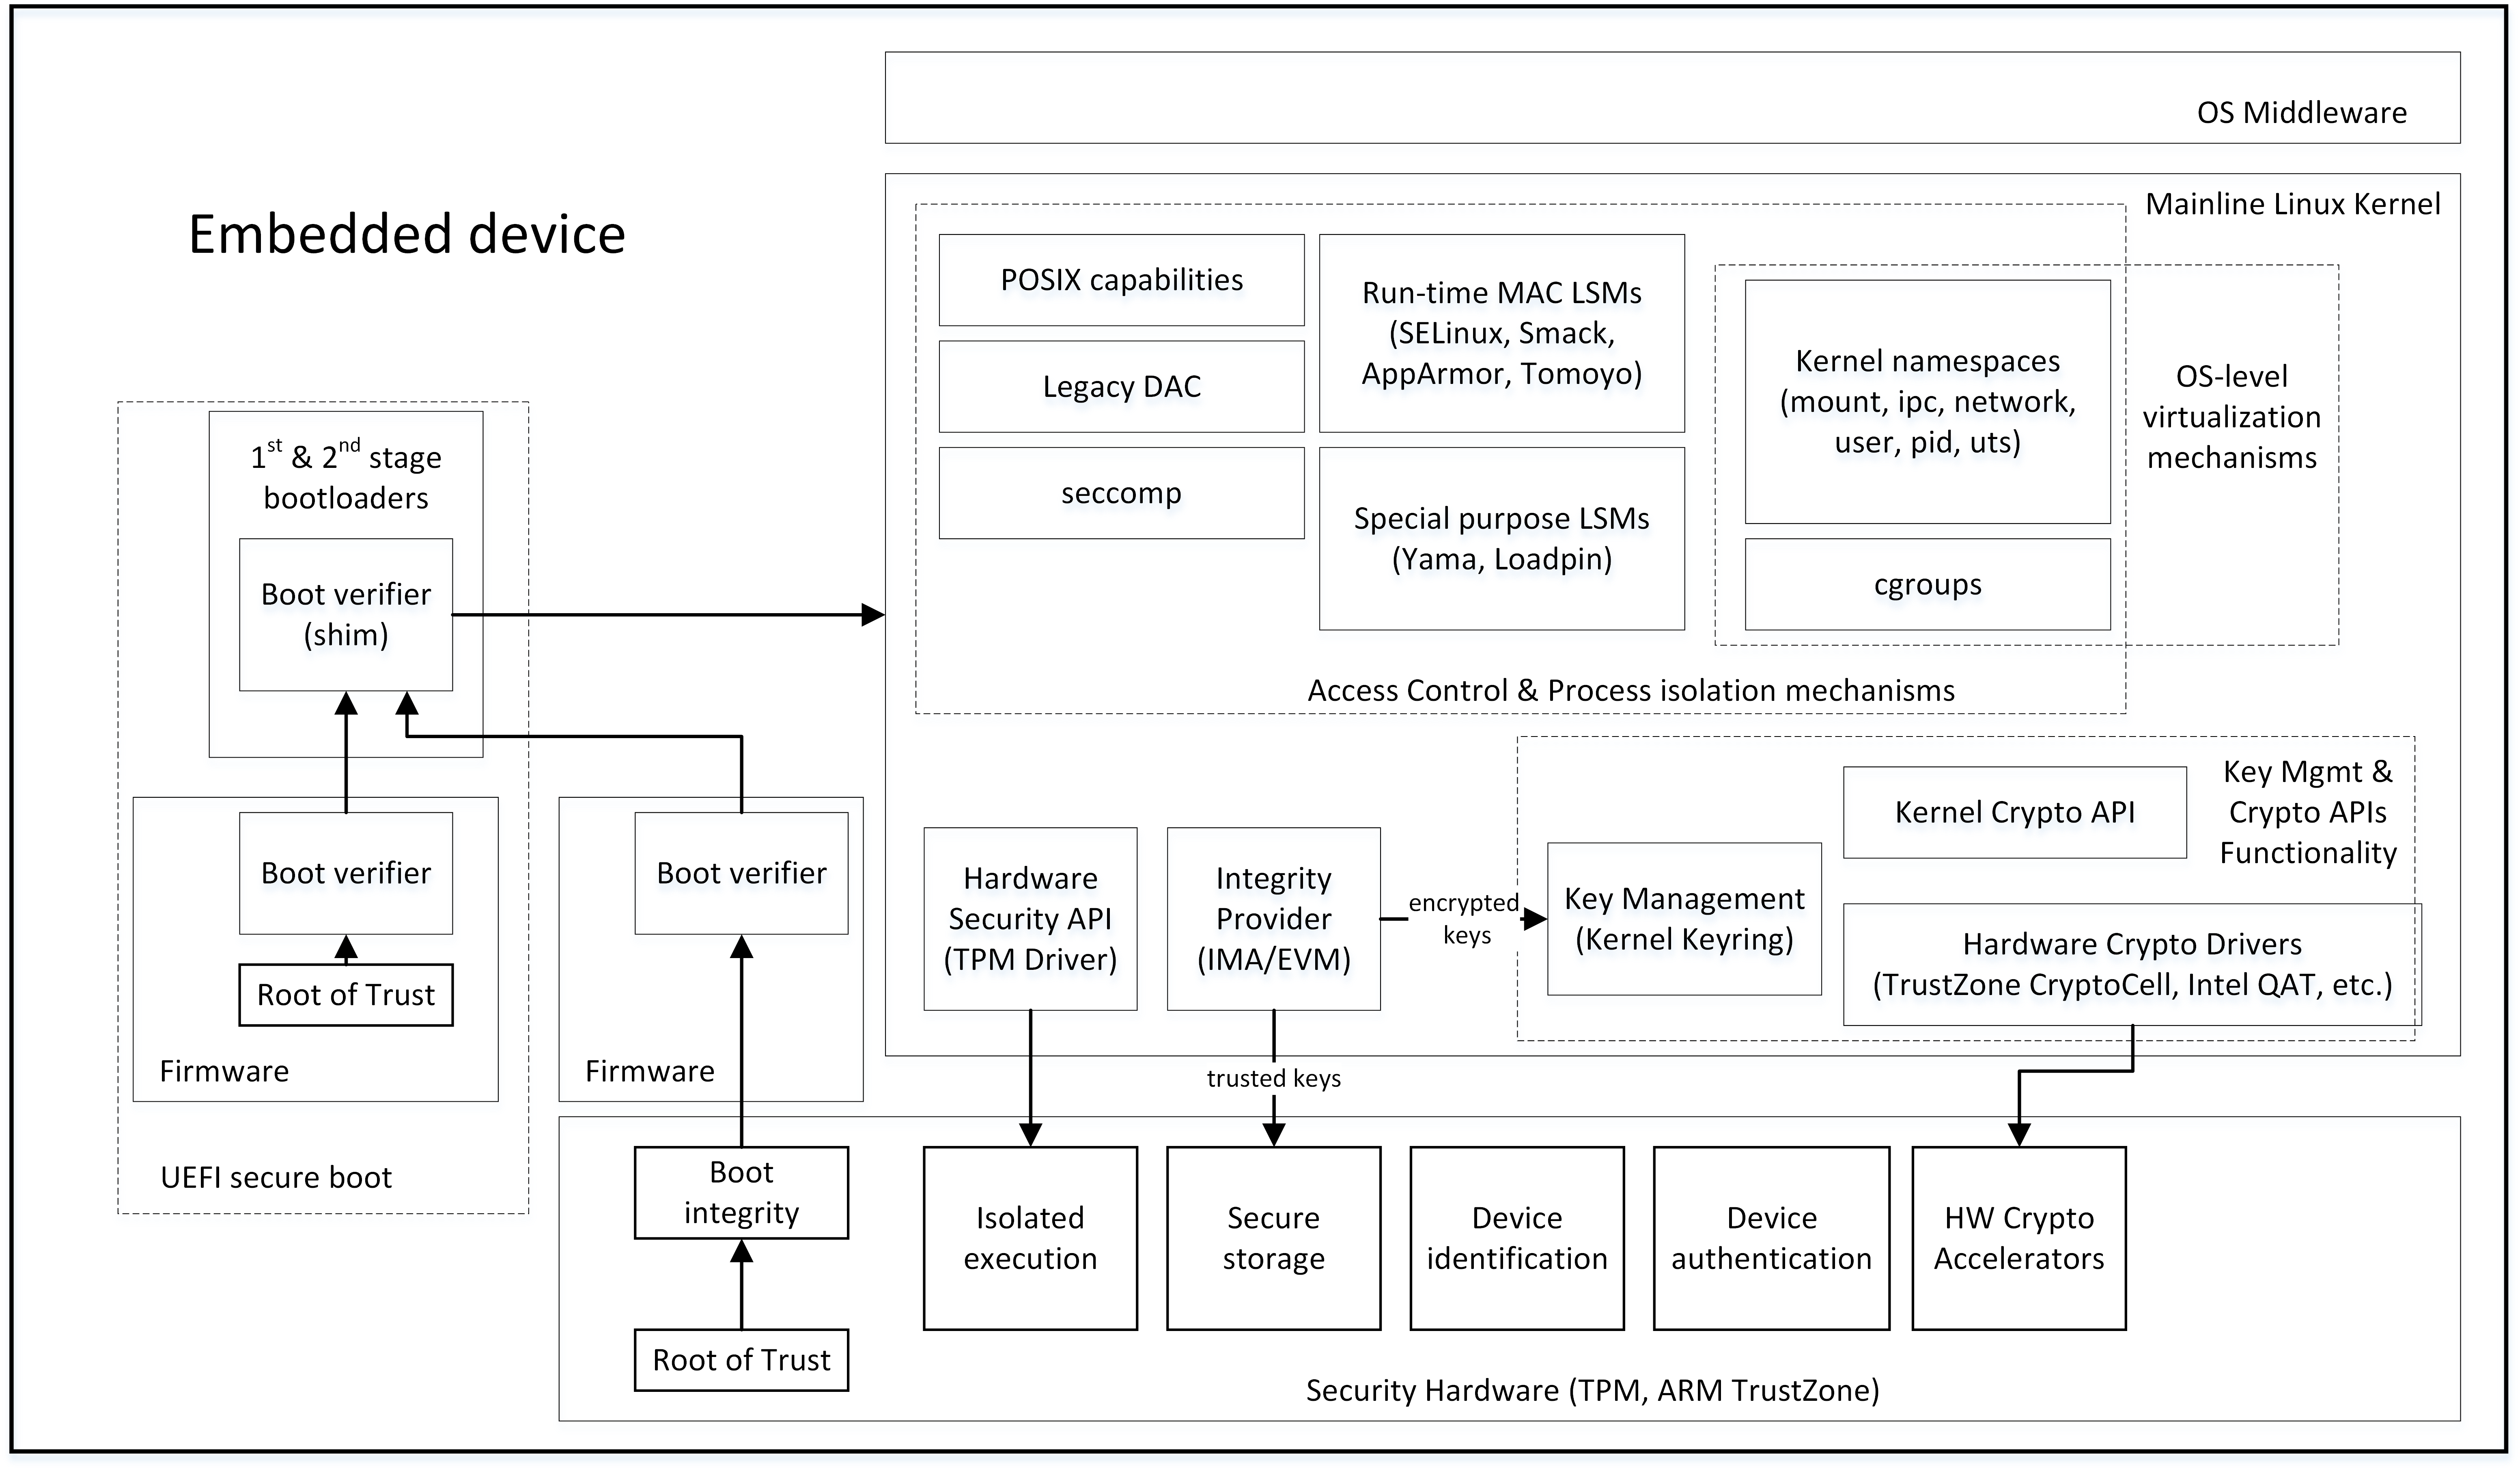 OS Middleware
Embedded device
Mainline Linux Kernel
POSIX capabilities
Legacy DAC
seccomp
Run-time MAC LSMs
(SELinux, Smack,
AppArmor, Tomoyo)
Special purpose LSMs
(Yama, Loadpin)
Kernel namespaces
(mount, ipc, network,
user, pid, uts)
cgroups
OS-level
virtualization
mechanisms
Access Control & Process isolation mechanisms
1st & 2nd stage
bootloaders
Boot verifier
(shim)
Boot verifier
Root of Trust
Firmware
UEFI secure boot
Boot verifier
Firmware
Hardware
Security API
(TPM Driver)
Integrity
Provider
(IMA/EVM)
encrypted
keys
Key Management
(Kernel Keyring)
Kernel Crypto API
Key Mgmt &
Crypto APIs
Functionality
Hardware Crypto Drivers
(TrustZone CryptoCell, Intel QAT, etc.)
trusted keys
Boot
integrity
Root of Trust
Isolated
execution
Secure
storage
Device
identification
Device
authentication
HW Crypto
Accelerators
Security Hardware (TPM, ARM TrustZone)